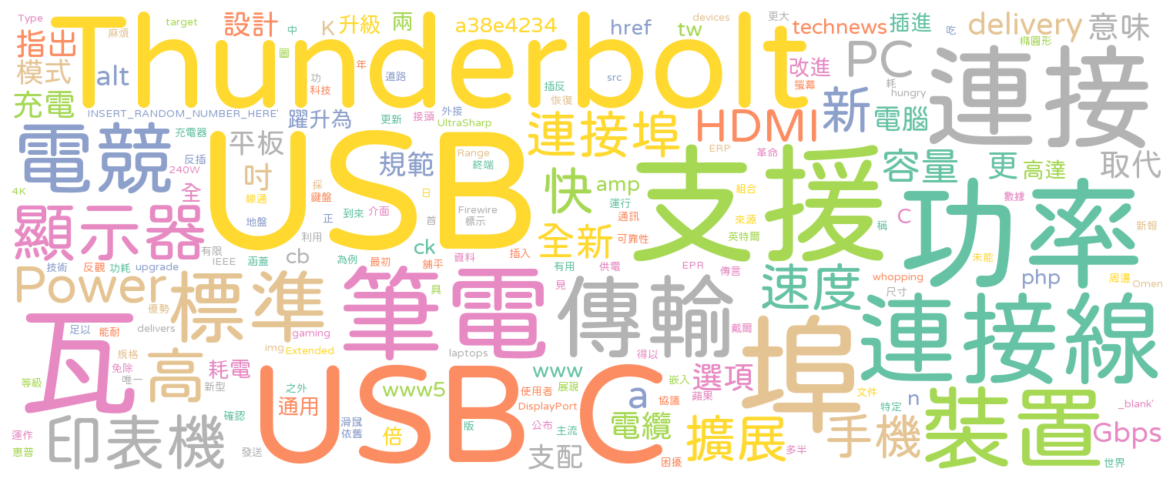 Type
target
中
K
升級
兩
a38e4234
href
tw
technews
更大
吃
delivery
意味
橢圓形
麻煩
設計
圖
指出
Thunderbolt
devices
模式
alt
功
年
道路
src
插反
恢復
改進
螢幕
PC
耗
插進
hungry
連接
科技
充電
INSERT_RANDOM_NUMBER_HERE'
躍升為
更新
接頭
外接
UltraSharp
連接埠
HDMI
新
電腦
電競
充電器
反插
240W
平板
USB
規範
Range
終端
ERP
革命
支援
容量
更
高達
取代
4K
全
吋
鍵盤
快
amp
運行
組合
功率
數據
顯示器
地盤
採
正
到來
日
介面
首
Firewire
標示
全新
通訊
可靠性
來源
英特爾
C
稱
新報
有限
利用
技術
反觀
功耗
upgrade
IEEE
涵蓋
cb
為例
最初
ck
鋪平
資料
插入
有用
供電
EPR
傳言
速度
whopping
尺寸
php
未能
周邊
Omen
Power
標準
優勢
筆電
具
傳輸
見
戴爾
連接線
瓦
足以
能耐
delivers
gaming
img
Extended
laptops
得以
埠
規格
免除
唯一
高
新型
耗電
www
嵌入
選項
等級
之外
通用
USB-C
www5
使用者
展現
a
蘋果
協議
文件
特定
n
裝置
_blank'
印表機
確認
滑鼠
依舊
倍
版
DisplayPort
公布
主流
電纜
擴展
手機
Gbps
運作
惠普
發送
支配
困擾
多半
世界